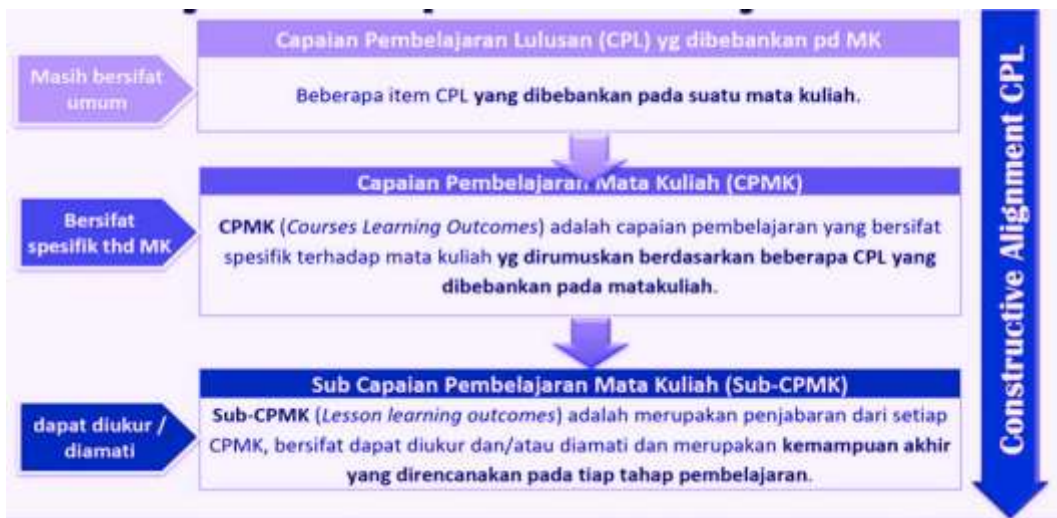 Capaian Pembelajaran Lulusan (CPL) yg dibebankan pd MK
Masih bersifat
umum
Beberapa item CPL yang dibebankan pada suatu mata kuliah.
Capaian Pembelajaran Mata Kuliah (CPMK)
Bersifat
spesifik thd MK
CPMK (Courses Learning Outcomes) adalah capaian pembelajaran yang bersifat
spesifik terhadap mata kuliah yg dirumuskan berdasarkan beberapa CPL yang
dibebankan pada matakuliah.
Sub Capaian Pembelajaran Mata Kuliah (Sub-CPMK)
dapat diukur /
diamati
Sub-CPMK (Lesson learning outcomes) adalah merupakan penjabaran dari setiap
CPMK, bersifat dapat diukur dan/atau diamati dan merupakan kemampuan akhir
yang direncanakan pada tiap tahap pembelajaran.
Constructive Alignment CPL